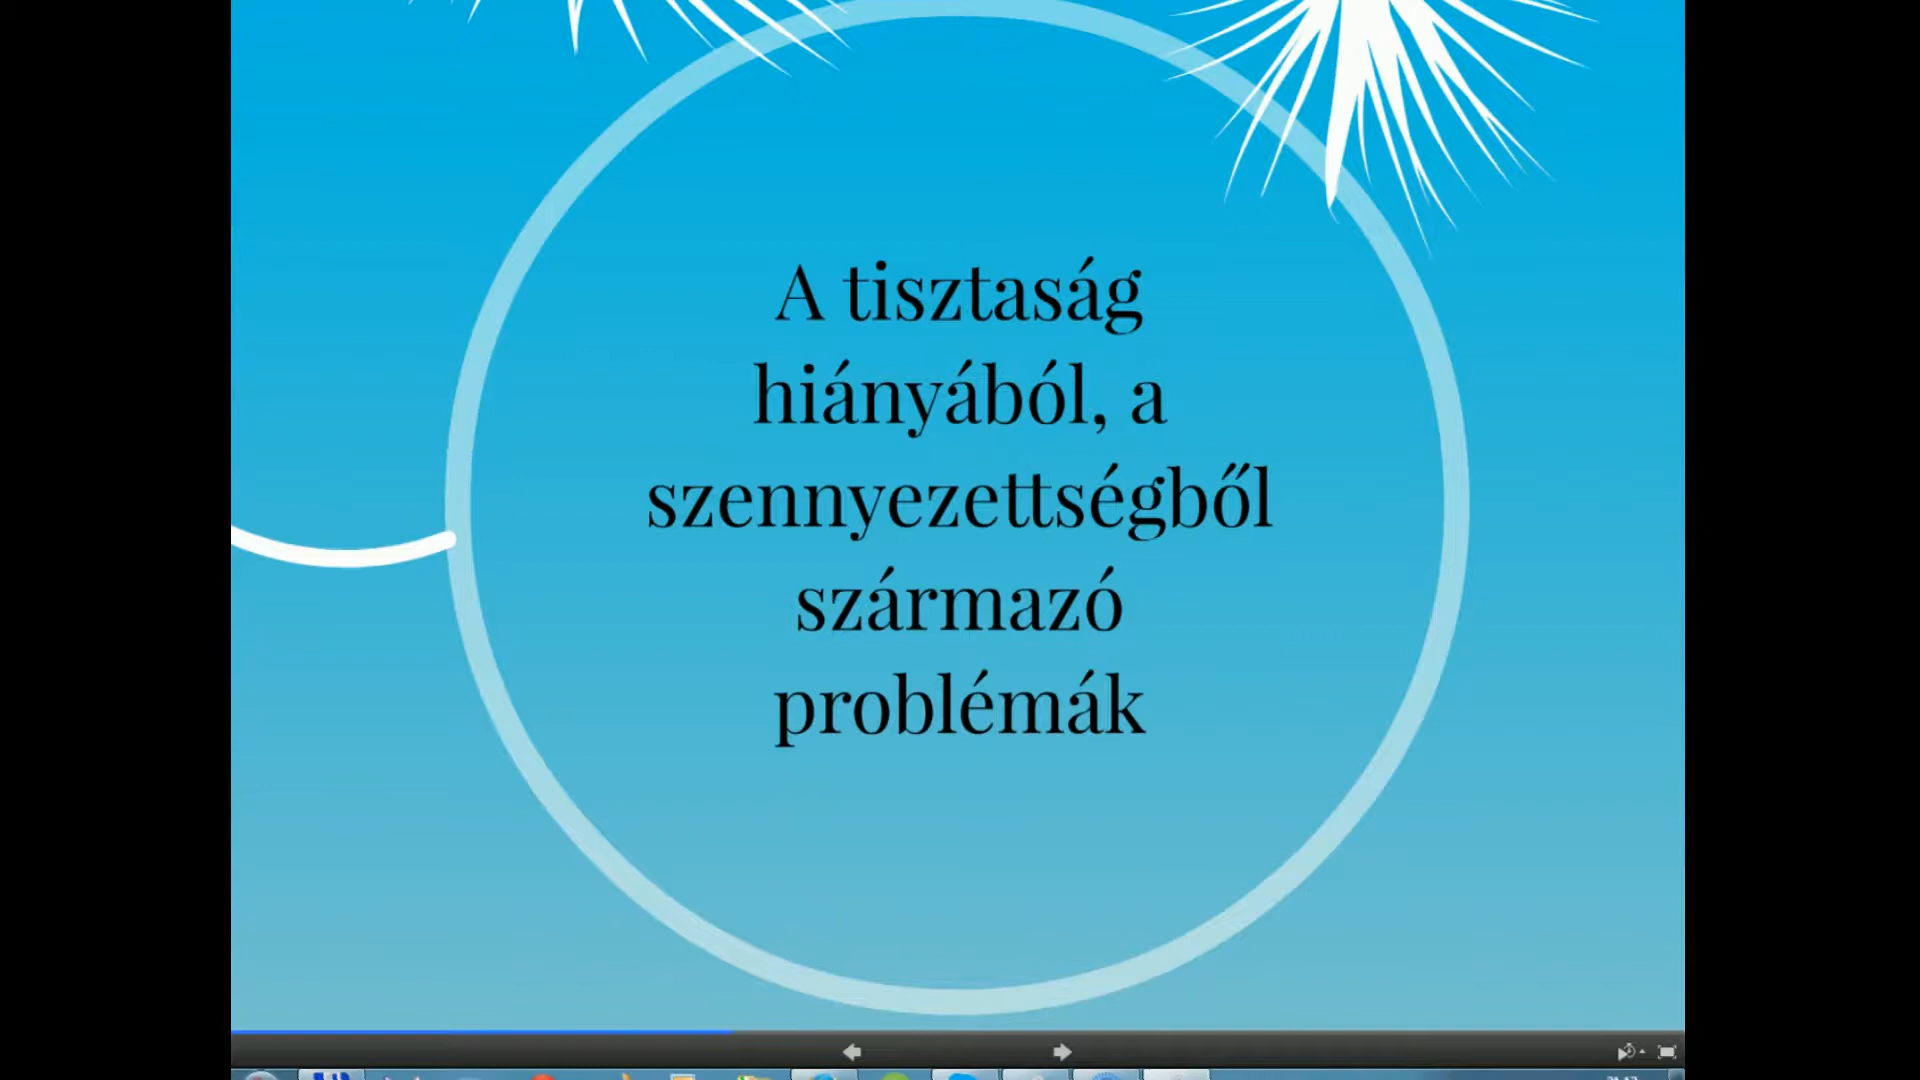 A tisztaság
hiányából, a
szennyezettségből
származó
problémák